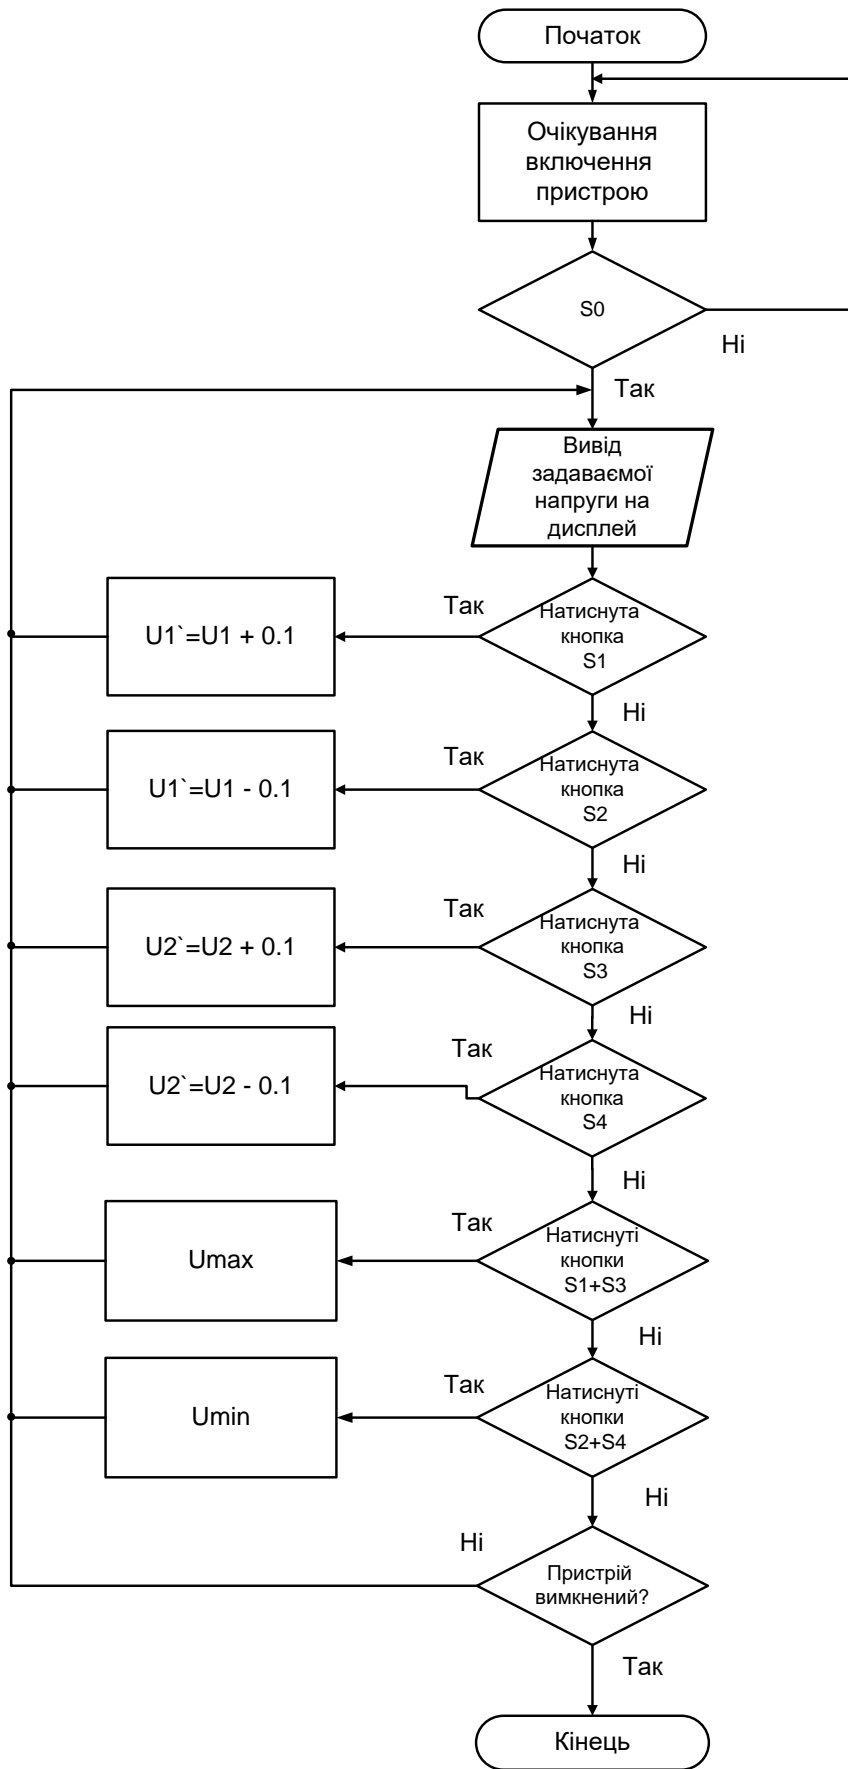 Початок
Очікування
включення
пристрою
S0
Ні
Так
Вивід
задаваємої
напруги на
дисплей
U1`=U1 + 0.1
Так
Натиснута
кнопка
S1
Ні
U1`=U1 - 0.1
Так
Натиснута
кнопка
S2
Ні
U2`=U2 + 0.1
Так
Натиснута
кнопка
S3
Ні
U2`=U2 - 0.1
Так
Натиснута
кнопка
S4
Ні
Umax
Так
Натиснуті
кнопки
S1+S3
Ні
Umin
Так
Натиснуті
кнопки
S2+S4
Ні
Ні
Пристрій
вимкнений?
Так
Кінець